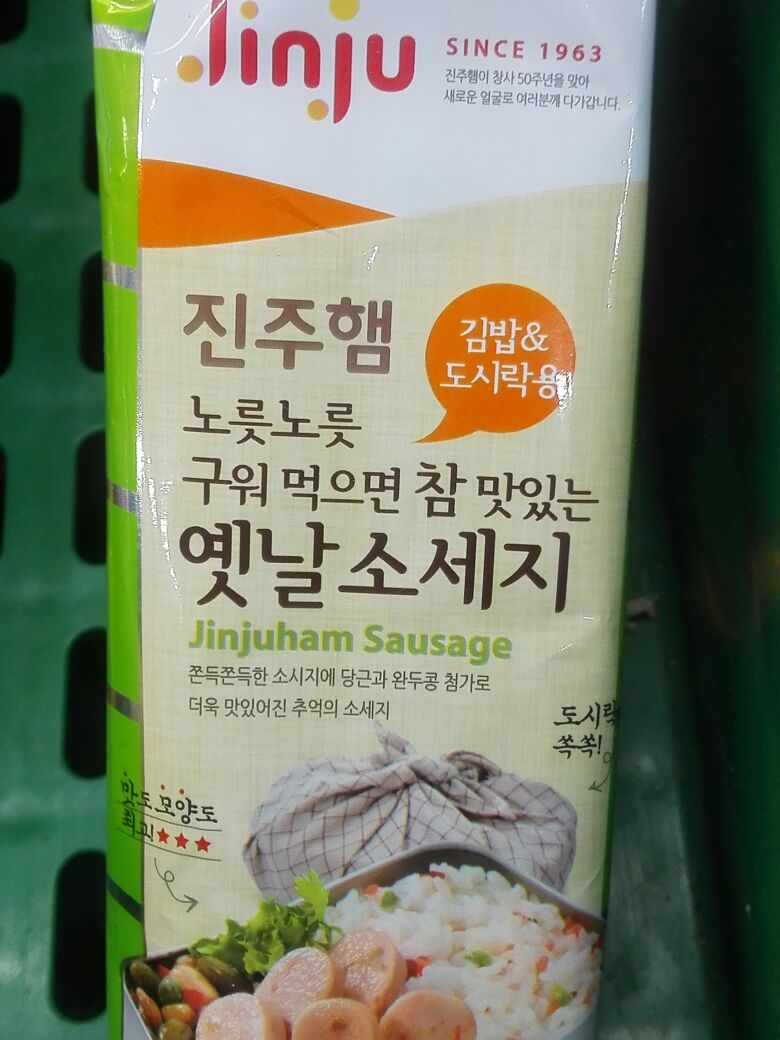 Jinju
SINCE 1963
진주햄이 창사 50주년을 맞아
새로운 얼굴로 여러분께 다가갑니다.
진주햄
김밥&
도시락용
노릇노릇
구워 먹으면 참 맛있는
옛날소세지
Jinjuham Sausage
쫀득쫀득한 소시지에 당근과 완두콩 첨가로
더욱 맛있어진 추억의 소세지
도시락
쏙쏙!
맛도 모양도
최고!★★★